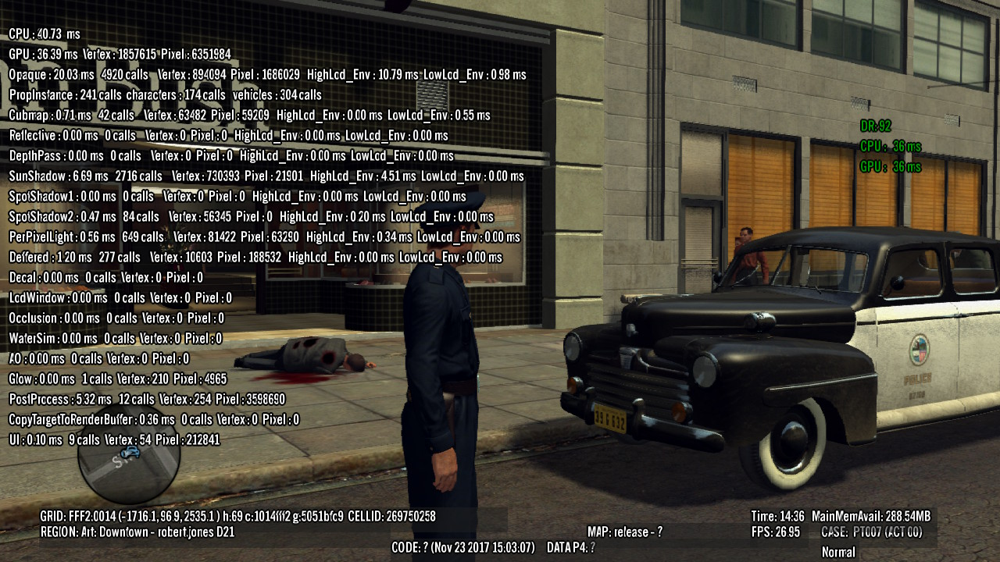 CPU : 40.73 ms
GPU : 36.39 ms Vertex : 1857615 Pixel : 6351984
Opaque : 20.03 ms 4920 calls Vertex : 894094 Pixel : 1686029 HighLcd_Env : 10.79 ms LowLcd_Env : 0.98 ms
PropInstance : 241 calls characters : 174 calls vehicles : 304 calls
Cubmap : 0.71 ms 42 calls Vertex : 63482 Pixel : 59209 HighLcd_Env : 0.00 ms LowLcd_Env : 0.55 ms
Reflective : 0.00 ms 0 calls Vertex : 0 Pixel : 0 HighLcd_Env : 0.00 ms LowLcd_Env : 0.00 ms
DepthPass : 0.00 ms 0 calls Vertex : 0 Pixel : 0 HighLcd_Env : 0.00 ms LowLcd_Env : 0.00 ms
SunShadow : 6.69 ms 2716 calls Vertex : 730393 Pixel : 21901 HighLcd_Env : 4.51 ms LowLcd_Env : 0.00 ms
SpotShadow1 : 0.00 ms 0 calls Vertex : 0 Pixel : 0 HighLcd_Env : 0.00 ms LowLcd_Env : 0.00 ms
SpotShadow2 : 0.47 ms 84 calls Vertex : 56345 Pixel : 0 HighLcd_Env : 0.20 ms LowLcd_Env : 0.00 ms
PerPixelLight : 0.56 ms 649 calls Vertex : 81422 Pixel : 63290 HighLcd_Env : 0.34 ms LowLcd_Env : 0.00 ms
Deffered : 1.20 ms 277 calls Vertex : 10603 Pixel : 188532 HighLcd_Env : 0.00 ms LowLcd_Env : 0.00 ms
Decal : 0.00 ms 0 calls Vertex : 0 Pixel : 0
LcdWindow : 0.00 ms 0 calls Vertex : 0 Pixel : 0
Occlusion : 0.00 ms 0 calls Vertex : 0 Pixel : 0
WaterSim : 0.00 ms 0 calls Vertex : 0 Pixel : 0
AO : 0.00 ms 0 calls Vertex : 0 Pixel : 0
Glow : 0.00 ms 1 calls Vertex : 210 Pixel : 4965
PostProcess : 5.32 ms 12 calls Vertex : 254 Pixel : 3598690
CopyTargetToRenderBuffer : 0.36 ms 0 calls Vertex : 0 Pixel : 0
UI : 0.10 ms 9 calls Vertex : 54 Pixel : 212841
DR: 92
CPU : 36 ms
GPU : 36 ms
POLICE
39 G 632
GRID: FFF2:0014 (-1716.1, 96.9, 2535.1 ) h:69 c:1014fff2 g:5051bfc9 CELLID: 269750258
REGION: Art: Downtown - robert.jones D21
MAP: release - ?
Time: 14:36 MainMemAvail: 288.54MB
FPS: 26.95 CASE: PT007 (ACT 00)
CODE: ? (Nov 23 2017 15:03:07) DATA P4: ?
Normal